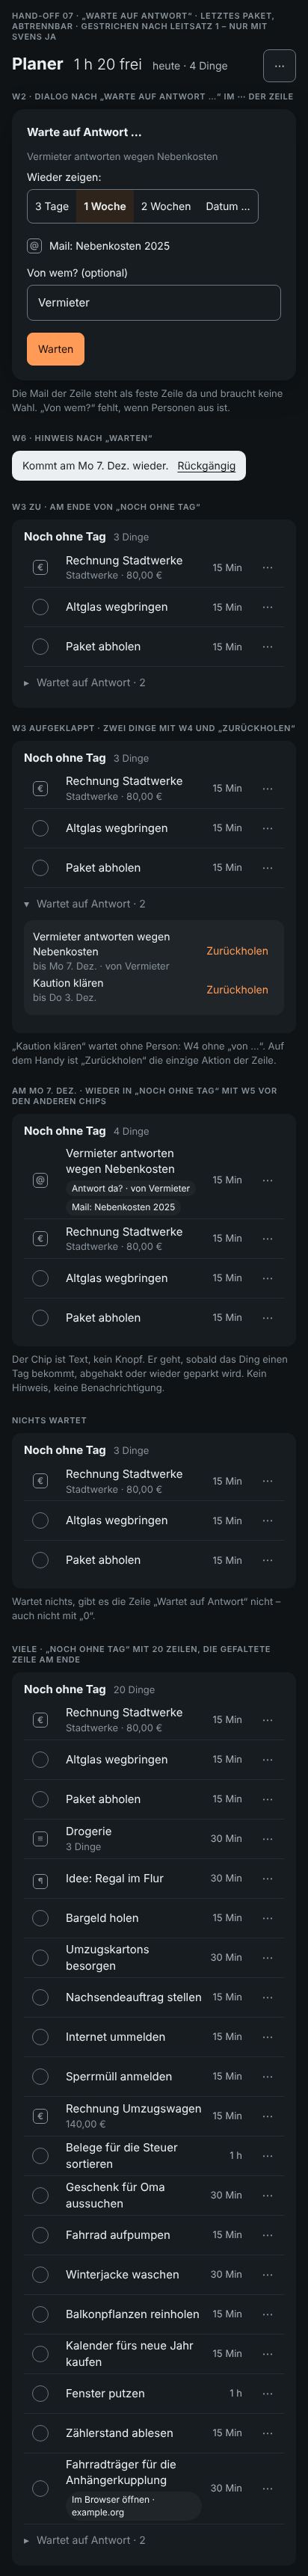 HAND-OFF 07 · „WARTE AUF ANTWORT“ · LETZTES PAKET,
ABTRENNBAR · GESTRICHEN NACH LEITSATZ 1 – NUR MIT
SVENS JA
Planer 1 h 20 frei heute · 4 Dinge ···
W2 · DIALOG NACH „WARTE AUF ANTWORT …“ IM ··· DER ZEILE
Warte auf Antwort …
Vermieter antworten wegen Nebenkosten
Wieder zeigen:
3 Tage 1 Woche 2 Wochen Datum …
@ Mail: Nebenkosten 2025
Von wem? (optional)
Vermieter
Warten
Die Mail der Zeile steht als feste Zeile da und braucht keine
Wahl. „Von wem?“ fehlt, wenn Personen aus ist.
W6 · HINWEIS NACH „WARTEN“
Kommt am Mo 7. Dez. wieder. Rückgängig
W3 ZU · AM ENDE VON „NOCH OHNE TAG“
Noch ohne Tag 3 Dinge
€ Rechnung Stadtwerke 15 Min ···
Stadtwerke · 80,00 €
Altglas wegbringen 15 Min ···
Paket abholen 15 Min ···
▸ Wartet auf Antwort · 2
W3 AUFGEKLAPPT · ZWEI DINGE MIT W4 UND „ZURÜCKHOLEN“
Noch ohne Tag 3 Dinge
€ Rechnung Stadtwerke 15 Min ···
Stadtwerke · 80,00 €
Altglas wegbringen 15 Min ···
Paket abholen 15 Min ···
▾ Wartet auf Antwort · 2
Vermieter antworten wegen
Nebenkosten Zurückholen
bis Mo 7. Dez. · von Vermieter
Kaution klären Zurückholen
bis Do 3. Dez.
„Kaution klären“ wartet ohne Person: W4 ohne „von …“. Auf
dem Handy ist „Zurückholen“ die einzige Aktion der Zeile.
AM MO 7. DEZ. · WIEDER IN „NOCH OHNE TAG“ MIT W5 VOR
DEN ANDEREN CHIPS
Noch ohne Tag 4 Dinge
Vermieter antworten
wegen Nebenkosten
@ Antwort da? · von Vermieter 15 Min ···
Mail: Nebenkosten 2025
€ Rechnung Stadtwerke 15 Min ···
Stadtwerke · 80,00 €
Altglas wegbringen 15 Min ···
Paket abholen 15 Min ···
Der Chip ist Text, kein Knopf. Er geht, sobald das Ding einen
Tag bekommt, abgehakt oder wieder geparkt wird. Kein
Hinweis, keine Benachrichtigung.
NICHTS WARTET
Noch ohne Tag 3 Dinge
€ Rechnung Stadtwerke 15 Min ···
Stadtwerke · 80,00 €
Altglas wegbringen 15 Min ···
Paket abholen 15 Min ···
Wartet nichts, gibt es die Zeile „Wartet auf Antwort“ nicht –
auch nicht mit „0“.
VIELE · „NOCH OHNE TAG“ MIT 20 ZEILEN, DIE GEFALTETE
ZEILE AM ENDE
Noch ohne Tag 20 Dinge
€ Rechnung Stadtwerke 15 Min ···
Stadtwerke · 80,00 €
Altglas wegbringen 15 Min ···
Paket abholen 15 Min ···
≡ Drogerie 30 Min ···
3 Dinge
¶ Idee: Regal im Flur 30 Min ···
Bargeld holen 15 Min ···
Umzugskartons
besorgen 30 Min ···
Nachsendeauftrag stellen 15 Min ···
Internet ummelden 15 Min ···
Sperrmüll anmelden 15 Min ···
€ Rechnung Umzugswagen 15 Min ···
140,00 €
Belege für die Steuer
sortieren 1 h ···
Geschenk für Oma
aussuchen 30 Min ···
Fahrrad aufpumpen 15 Min ···
Winterjacke waschen 30 Min ···
Balkonpflanzen reinholen 15 Min ···
Kalender fürs neue Jahr
kaufen 15 Min ···
Fenster putzen 1 h ···
Zählerstand ablesen 15 Min ···
Fahrradträger für die
Anhängerkupplung 30 Min ···
Im Browser öffnen ·
example.org
▸ Wartet auf Antwort · 2